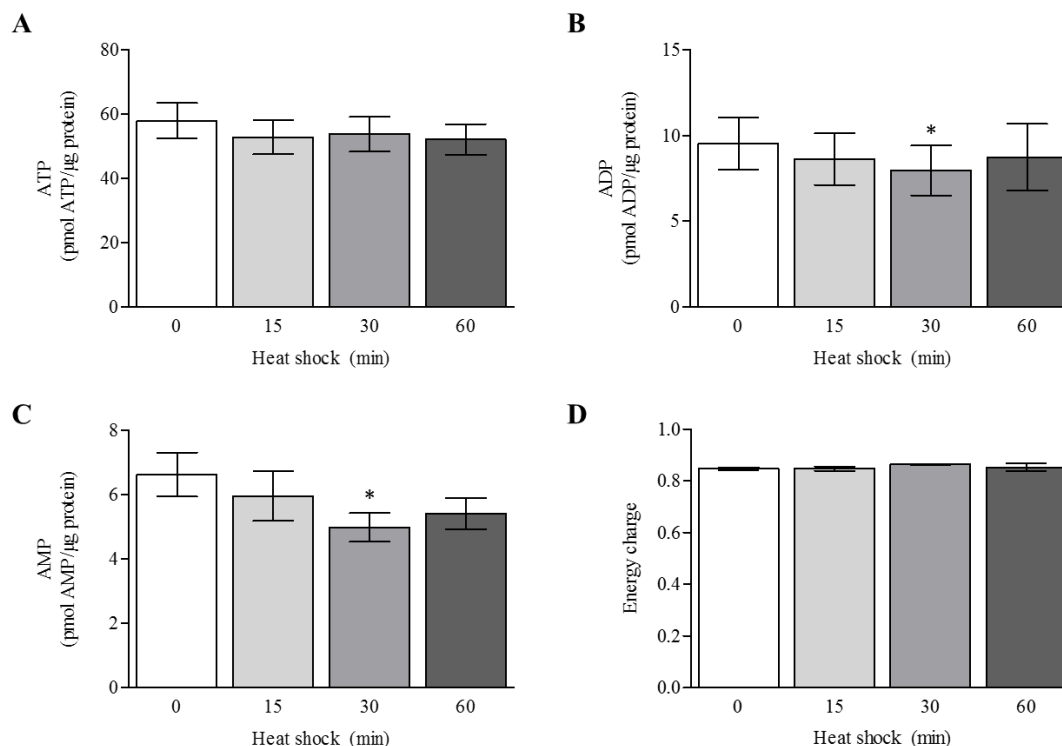 A
80
60
40
20
0
ATP
(pmol ATP/µg protein)
0 15 30 60
Heat shock (min)
B
15
10
5
0
ADP
(pmol ADP/µg protein)
*
0 15 30 60
Heat shock (min)
C
8
6
4
2
0
AMP
(pmol AMP/µg protein)
*
0 15 30 60
Heat shock (min)
D
1.0
0.8
0.6
0.4
0.2
0.0
Energy charge
0 15 30 60
Heat shock (min)